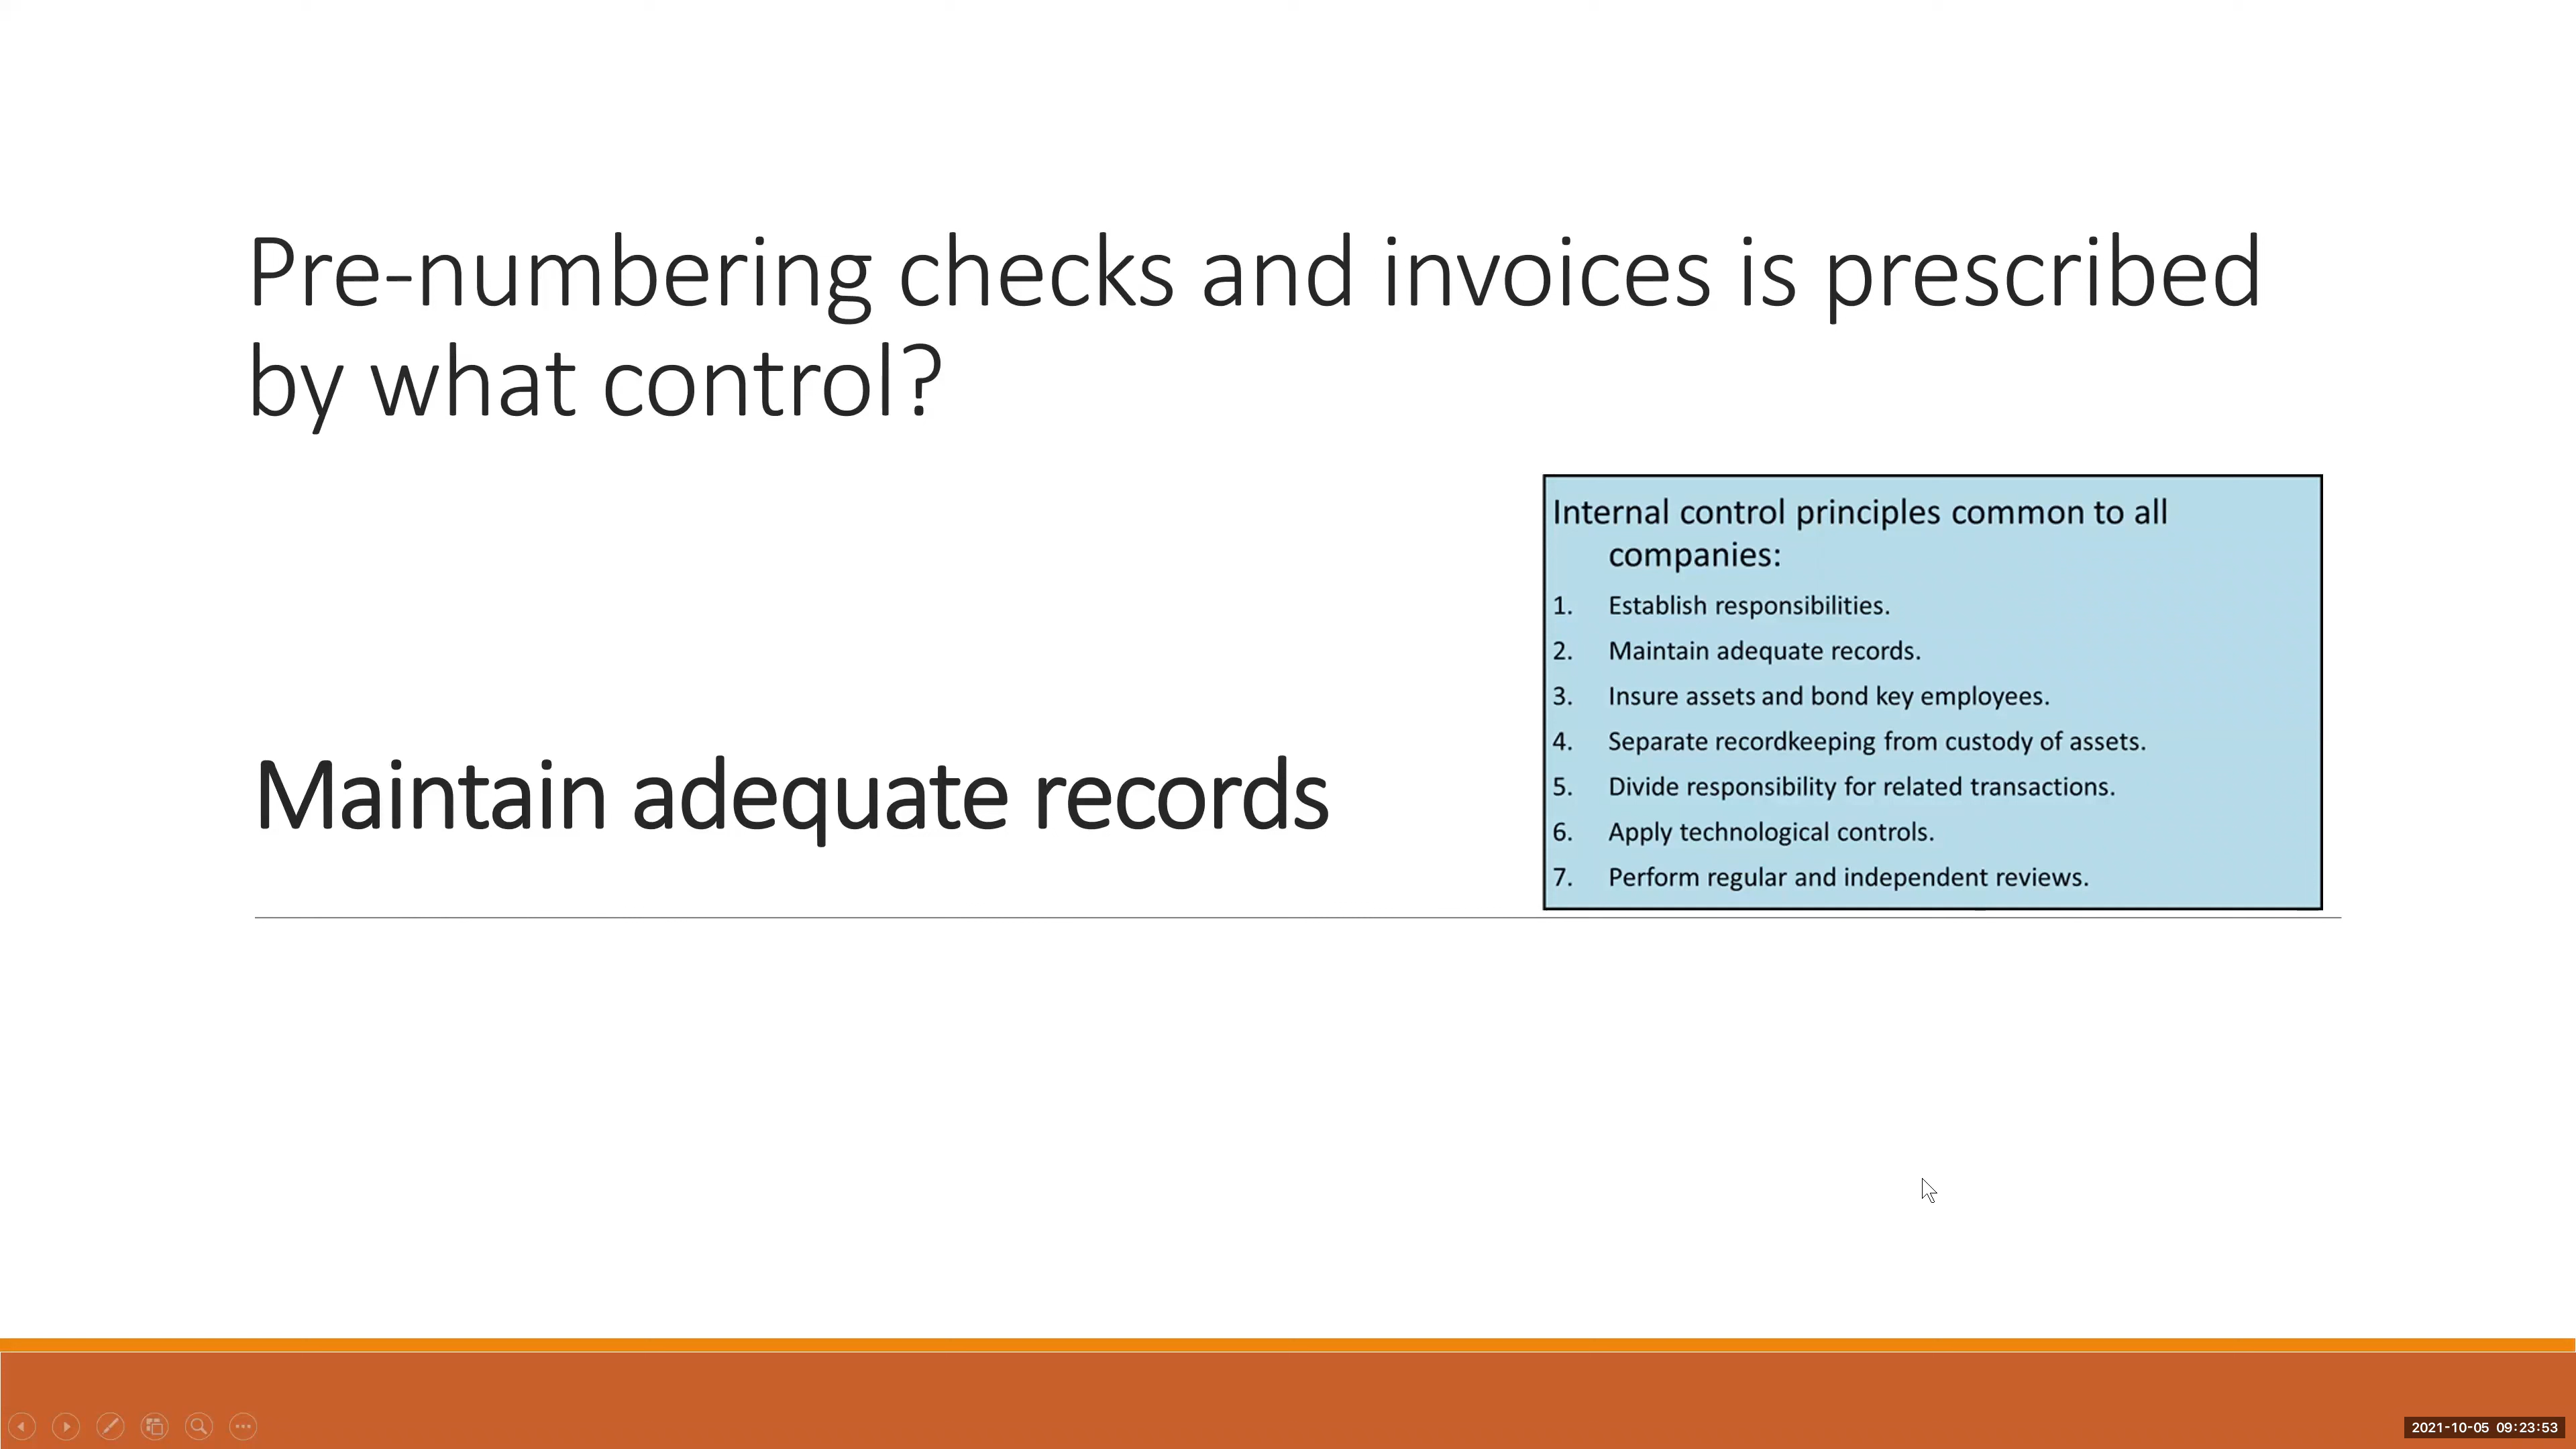 Pre-numbering checks and invoices is prescribed
by what control?
Internal control principles common to all
companies:
1. Establish responsibilities.
2. Maintain adequate records.
3. Insure assets and bond key employees.
4. Separate recordkeeping from custody of assets.
5. Divide responsibility for related transactions.
6. Apply technological controls.
7. Perform regular and independent reviews.
Maintain adequate records
2021-10-05 09:23:53